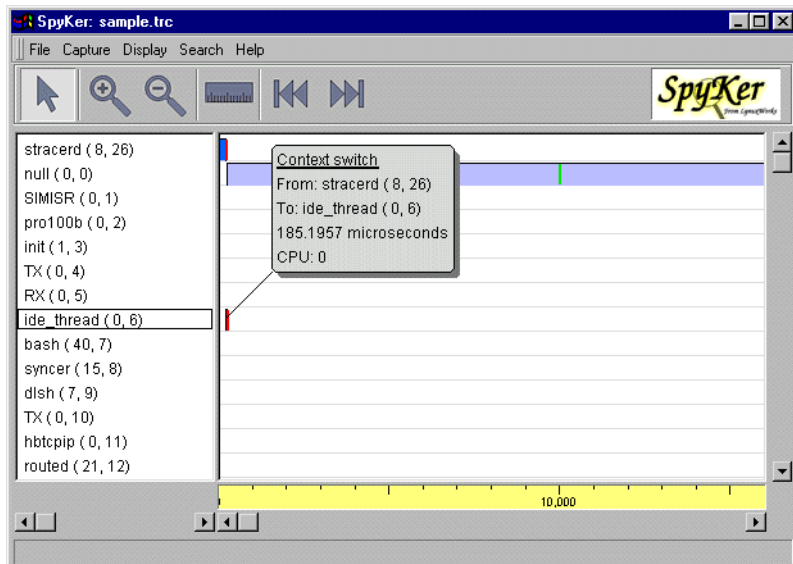 SpyKer: sample.trc
File Capture Display Search Help
SpyKer
From LynuxWorks
stracerd ( 8, 26)
null ( 0, 0)
SIMISR ( 0, 1)
pro100b ( 0, 2)
init ( 1, 3)
TX ( 0, 4)
RX ( 0, 5)
ide_thread ( 0, 6)
bash ( 40, 7)
syncer ( 15, 8)
dlsh ( 7, 9)
TX ( 0, 10)
hbtcpip ( 0, 11)
routed ( 21, 12)
Context switch
From: stracerd ( 8, 26)
To: ide_thread ( 0, 6)
185.1957 microseconds
CPU: 0
10,000